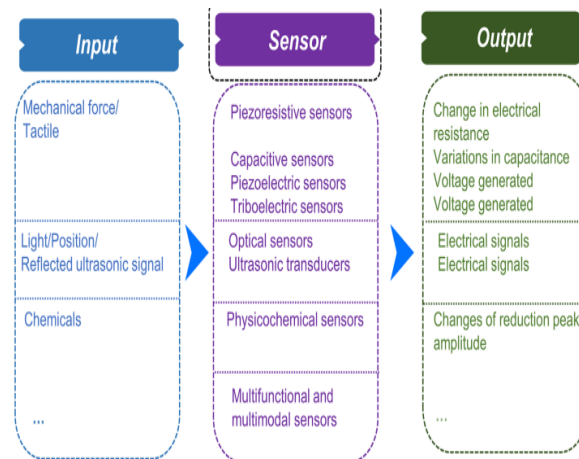 Input
Mechanical force/
Tactile
Light/Position/
Reflected ultrasonic signal
Chemicals
...
Sensor
Piezoresistive sensors
Capacitive sensors
Piezoelectric sensors
Triboelectric sensors
Optical sensors
Ultrasonic transducers
Physicochemical sensors
Multifunctional and
multimodal sensors
Output
Change in electrical
resistance
Variations in capacitance
Voltage generated
Voltage generated
Electrical signals
Electrical signals
Changes of reduction peak
amplitude
...